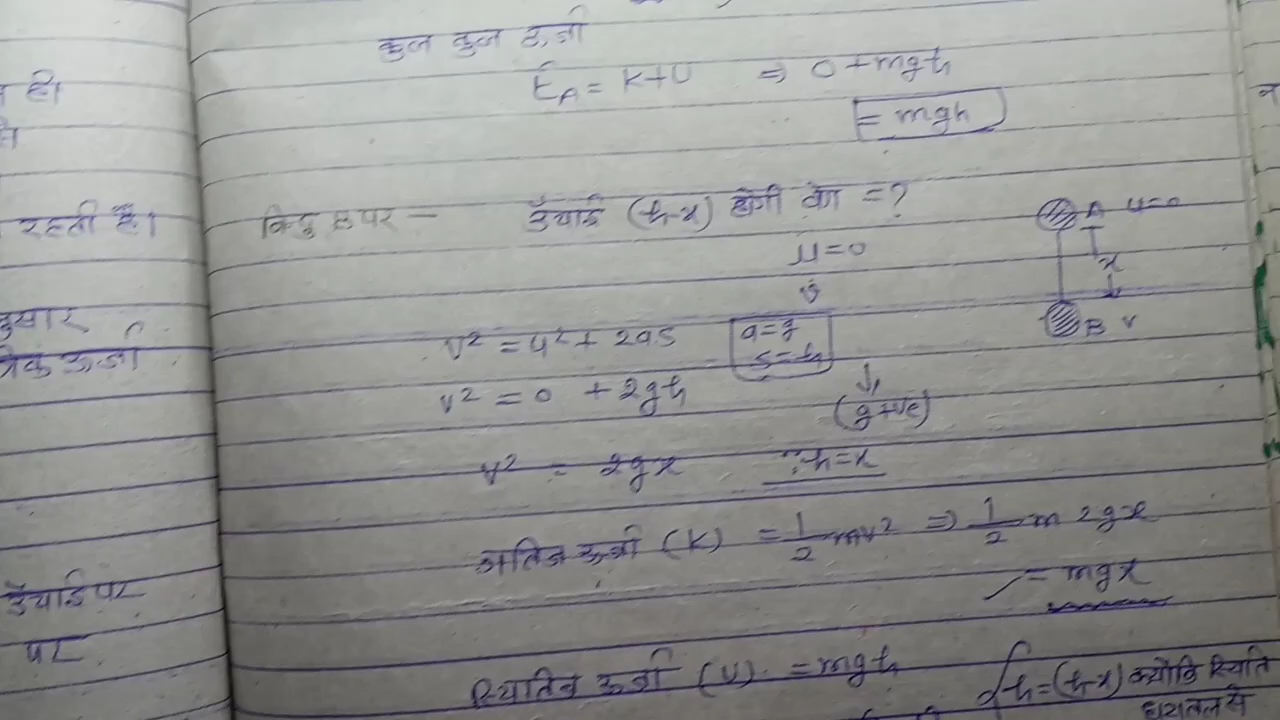 कुल कुल ऊर्जा
E_A = K+U ⇒ 0+mgh
= mgh
बिंदु B पर — ऊँचाई (h-x) होगी वेग =?
u=0
v² = u² + 2as
a=g
s=h
v² = 0 + 2gh
(g+ve)
v² = 2gx
∵ h=x
गतिज ऊर्जा (K) = 1/2 mv² ⇒ 1/2 m 2gx
= mgx
स्थितिज ऊर्जा (U) = mgh
h=(h-x) क्योंकि स्थिति
धरातल से
A u=0
x
B v
ही
रहती है।
नुसार
ऊर्जा
ऊँचाई पर
पर